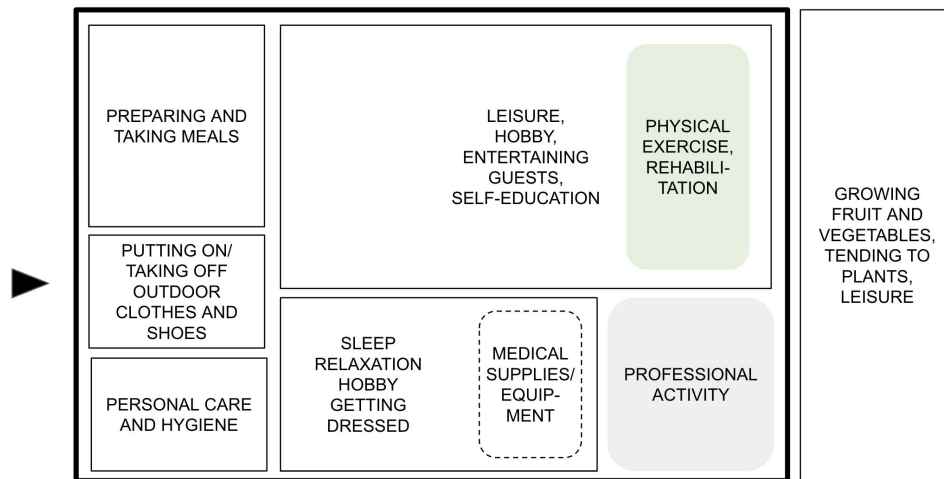 PREPARING AND
TAKING MEALS
PUTTING ON/
TAKING OFF
OUTDOOR
CLOTHES AND
SHOES
PERSONAL CARE
AND HYGIENE
LEISURE,
HOBBY,
ENTERTAINING
GUESTS,
SELF-EDUCATION
PHYSICAL
EXERCISE,
REHABILI-
TATION
SLEEP
RELAXATION
HOBBY
GETTING
DRESSED
MEDICAL
SUPPLIES/
EQUIP-
MENT
PROFESSIONAL
ACTIVITY
GROWING
FRUIT AND
VEGETABLES,
TENDING TO
PLANTS,
LEISURE